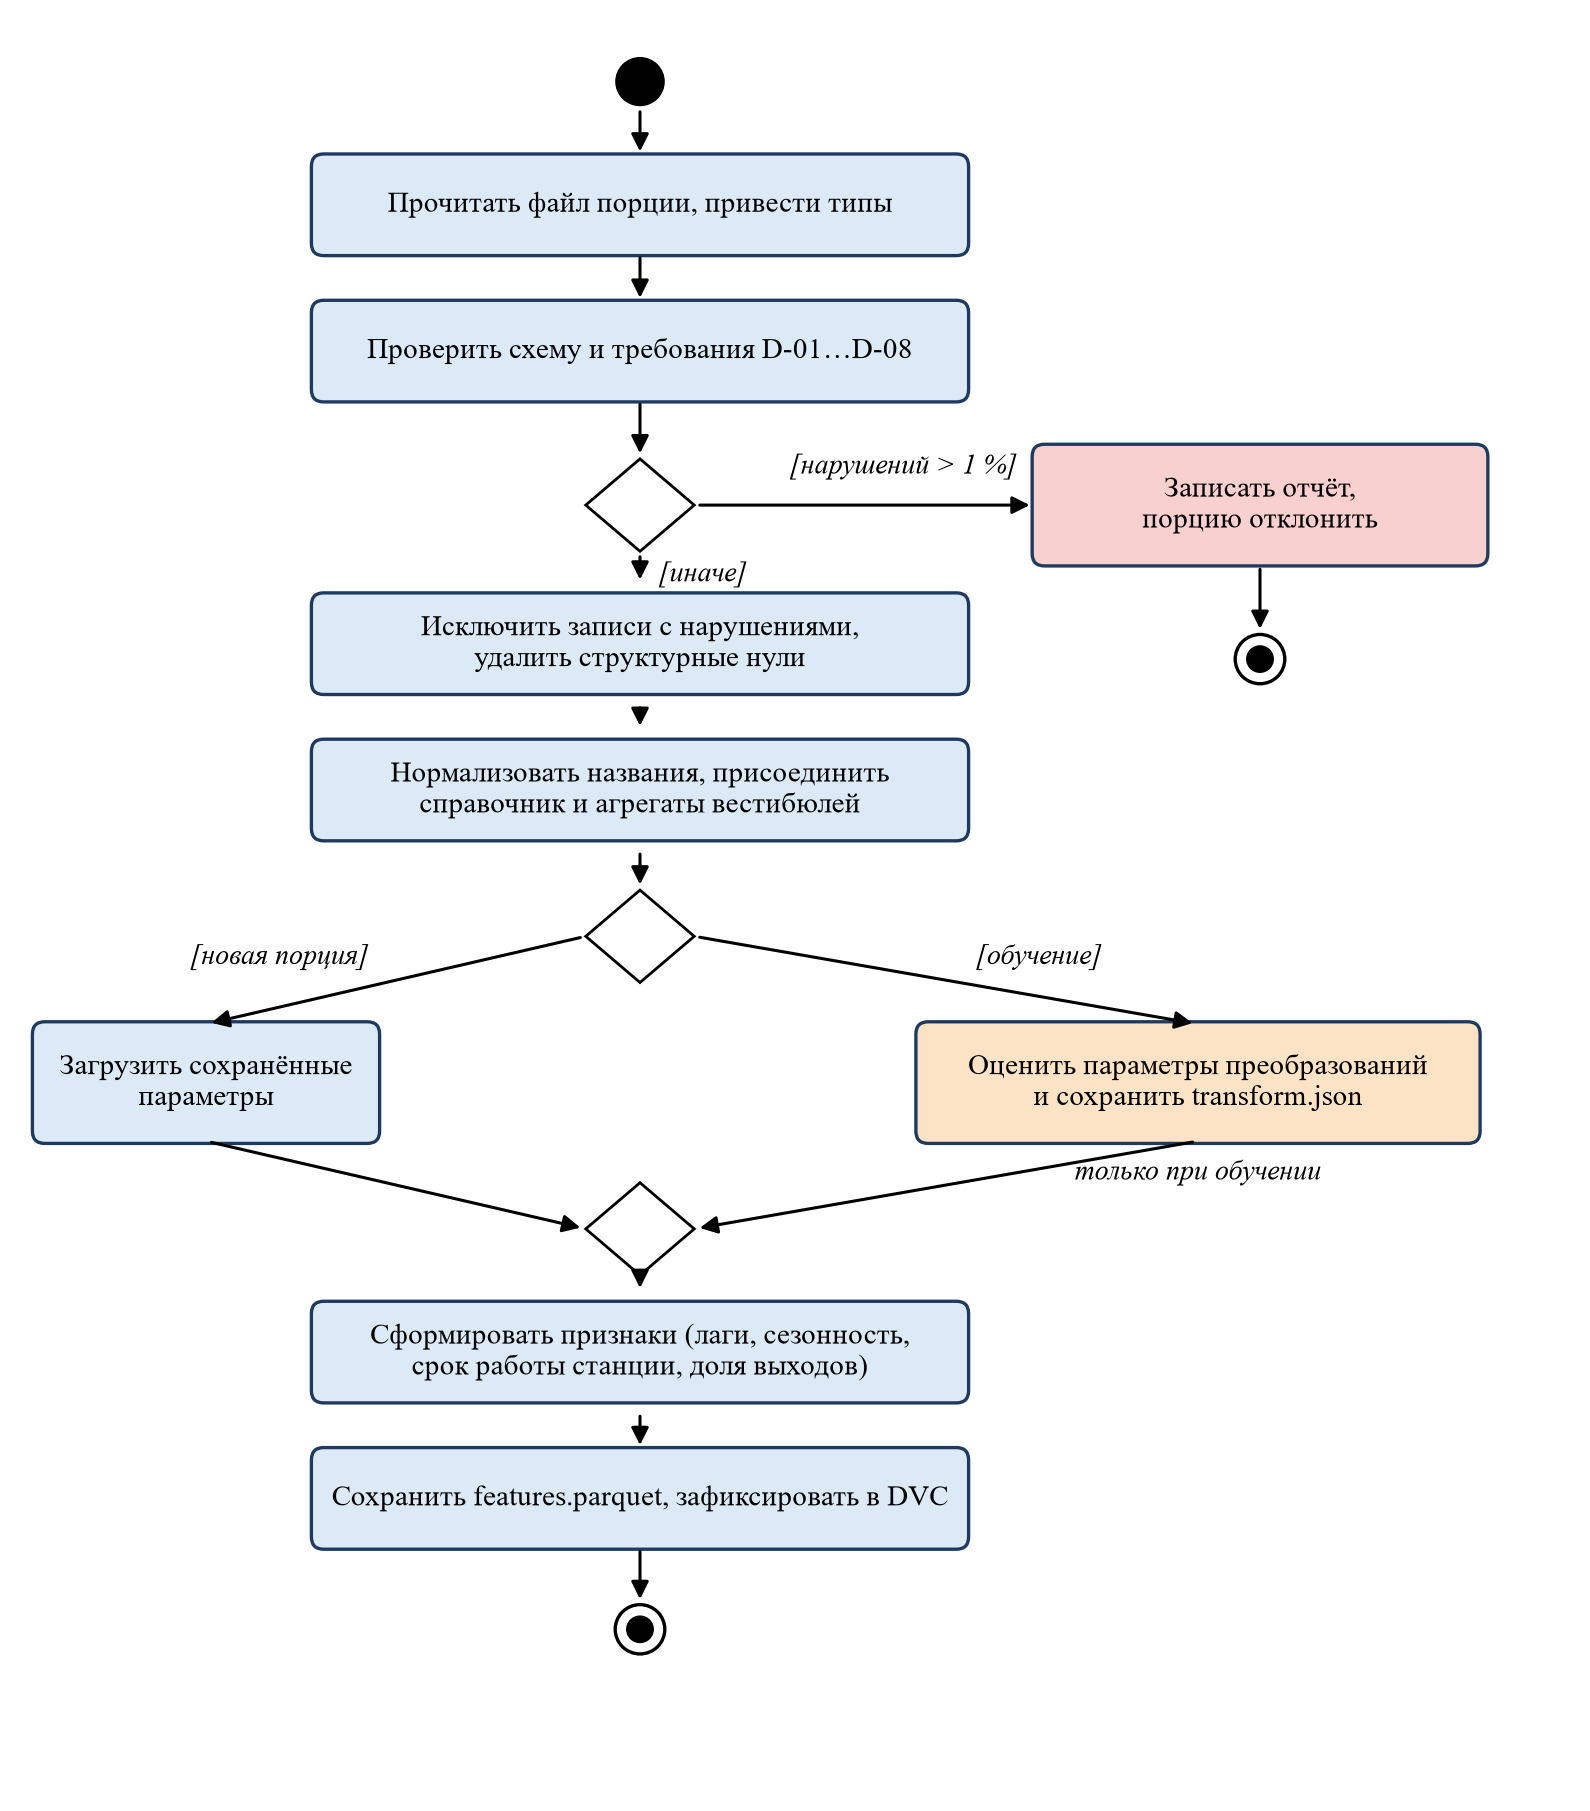 Прочитать файл порции, привести типы
Проверить схему и требования D-01…D-08
[нарушений > 1 %]
Записать отчёт,
порцию отклонить
[иначе]
Исключить записи с нарушениями,
удалить структурные нули
Нормализовать названия, присоединить
справочник и агрегаты вестибюлей
[новая порция]
[обучение]
Загрузить сохранённые
параметры
Оценить параметры преобразований
и сохранить transform.json
только при обучении
Сформировать признаки (лаги, сезонность,
срок работы станции, доля выходов)
Сохранить features.parquet, зафиксировать в DVC